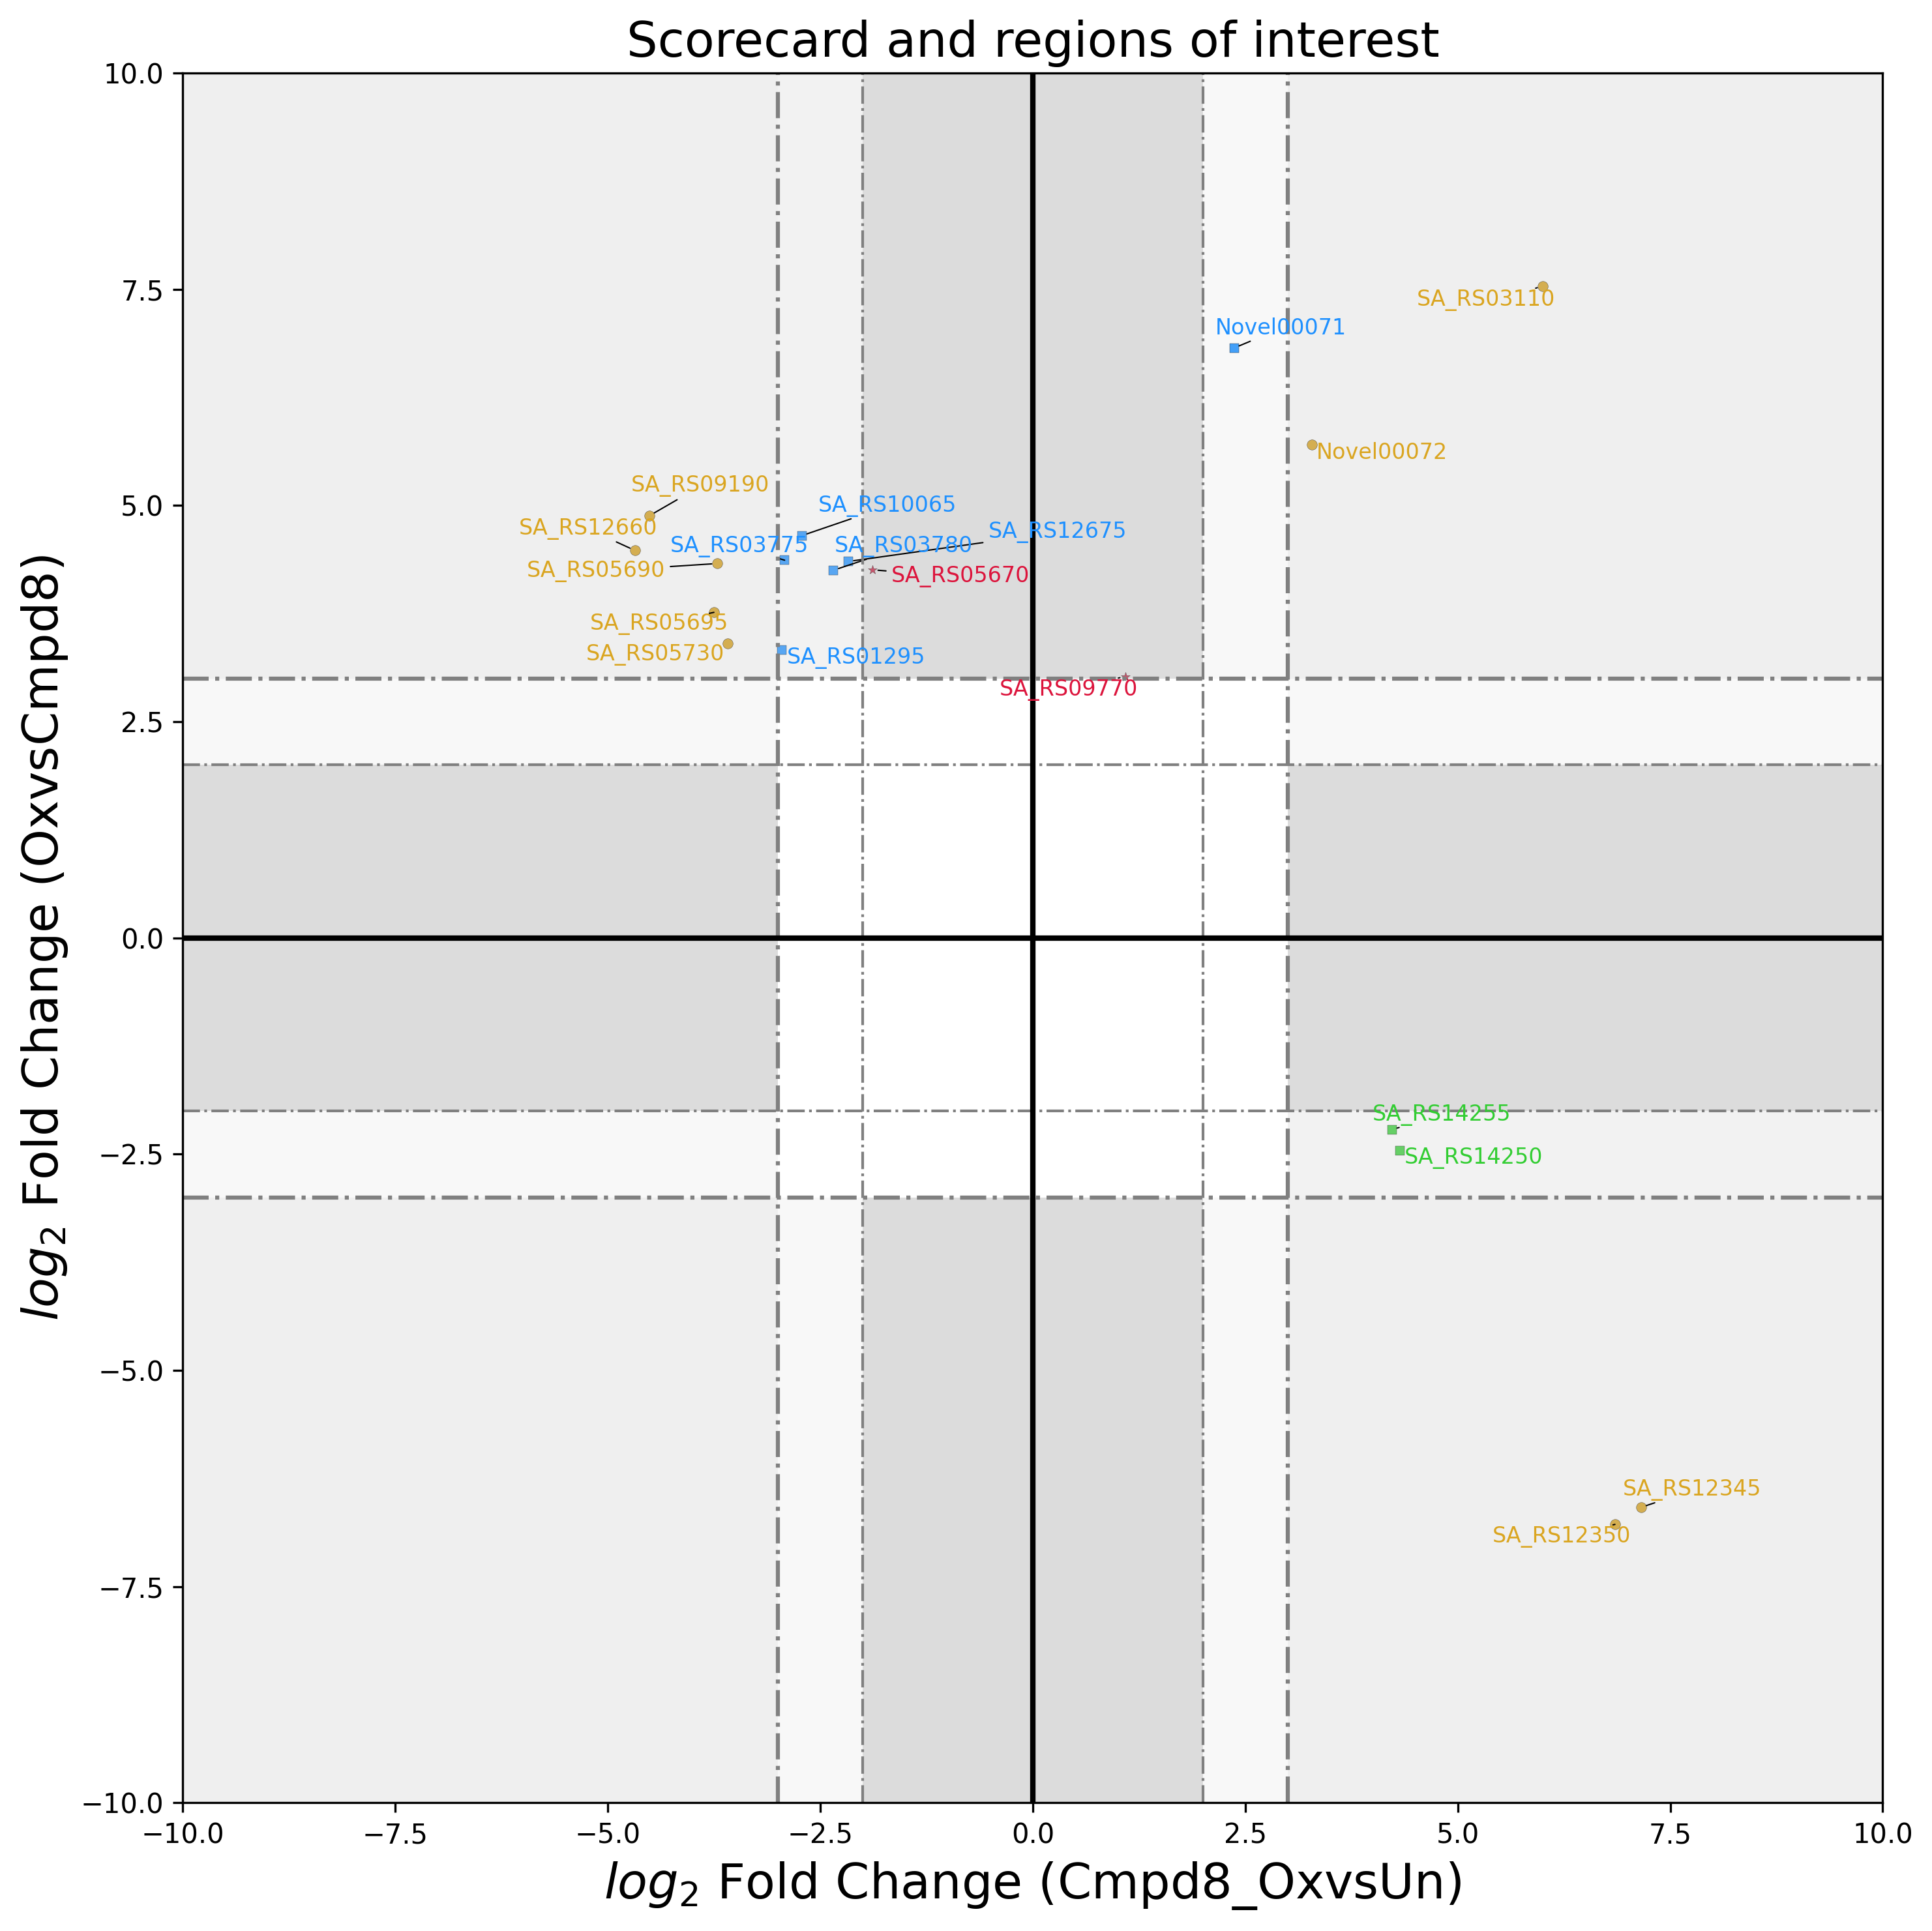 Scorecard and regions of interest
log2 Fold Change (OxvsCmpd8)
10.0
7.5
5.0
2.5
0.0
−2.5
−5.0
−7.5
−10.0
SA_RS03110
Novel00071
Novel00072
SA_RS09190
SA_RS10065
SA_RS12660
SA_RS12675
SA_RS03775
SA_RS03780
SA_RS05690
SA_RS05670
SA_RS05695
SA_RS05730
SA_RS01295
SA_RS09770
SA_RS14255
SA_RS14250
SA_RS12345
SA_RS12350
−10.0
−7.5
−5.0
−2.5
0.0
2.5
5.0
7.5
10.0
log2 Fold Change (Cmpd8_OxvsUn)